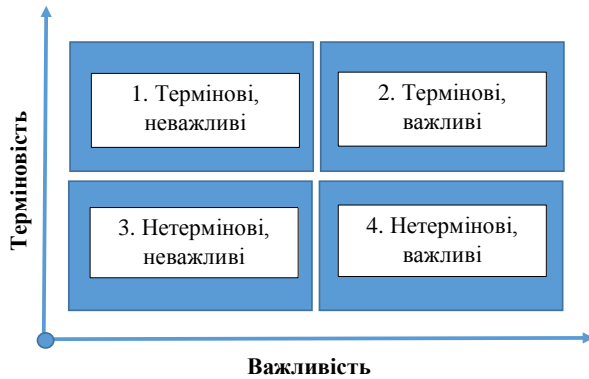 Терміновість
1. Термінові,
неважливі
2. Термінові,
важливі
3. Нетермінові,
неважливі
4. Нетермінові,
важливі
Важливість